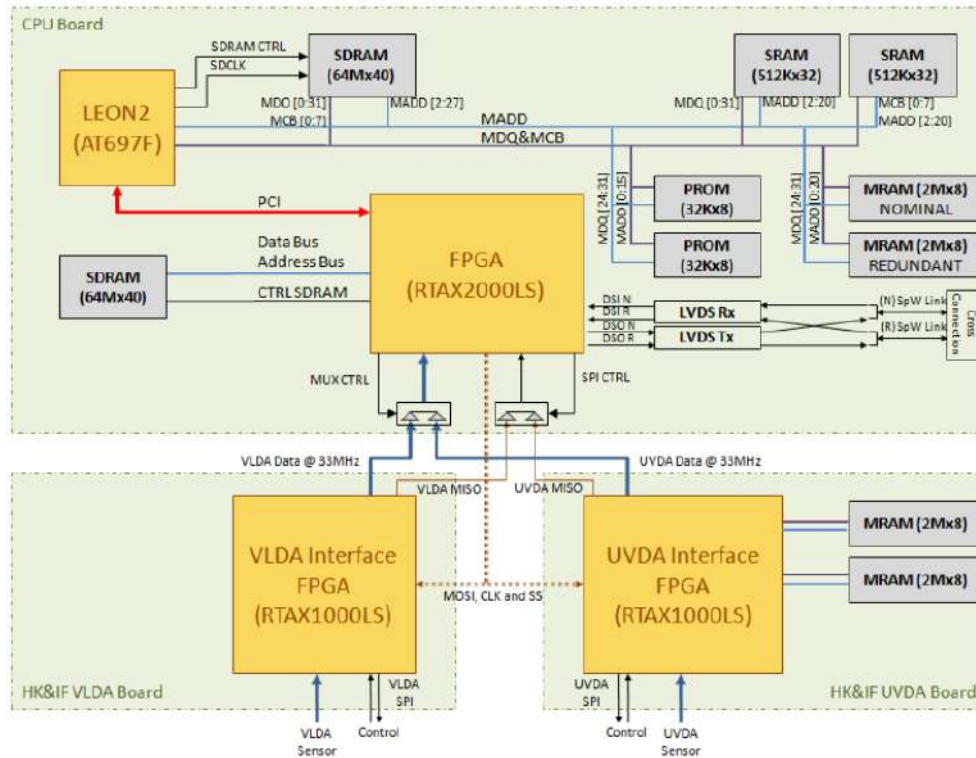 CPU Board
SDRAM CTRL
SDCLK
SDRAM
(64Mx40)
SRAM
(512Kx32)
SRAM
(512Kx32)
LEON2
(AT697F)
MDQ [0:31]
MCB [0:7]
MADD [2:27]
MADD
MDQ&MCB
MDQ [0:31]
MADD [2:20]
MCB [0:7]
MADD [2:20]
PCI
MDQ [24:31]
MADD [0:15]
PROM
(32Kx8)
PROM
(32Kx8)
MDQ [24:31]
MADD [0:20]
MRAM (2Mx8)
NOMINAL
MRAM (2Mx8)
REDUNDANT
Data Bus
Address Bus
SDRAM
(64Mx40)
CTRL SDRAM
FPGA
(RTAX2000LS)
DSI N
DSI R
DSO N
DSO R
LVDS Rx
LVDS Tx
(N) SpW Link
(R) SpW Link
Cross
Connection
MUX CTRL
SPI CTRL
VLDA Data @ 33MHz
UVDA Data @ 33MHz
VLDA MISO
UVDA MISO
VLDA Interface
FPGA
(RTAX1000LS)
MOSI, CLK and SS
UVDA Interface
FPGA
(RTAX1000LS)
MRAM (2Mx8)
MRAM (2Mx8)
HK&IF VLDA Board
VLDA
SPI
UVDA
SPI
HK&IF UVDA Board
VLDA
Sensor
Control
Control
UVDA
Sensor